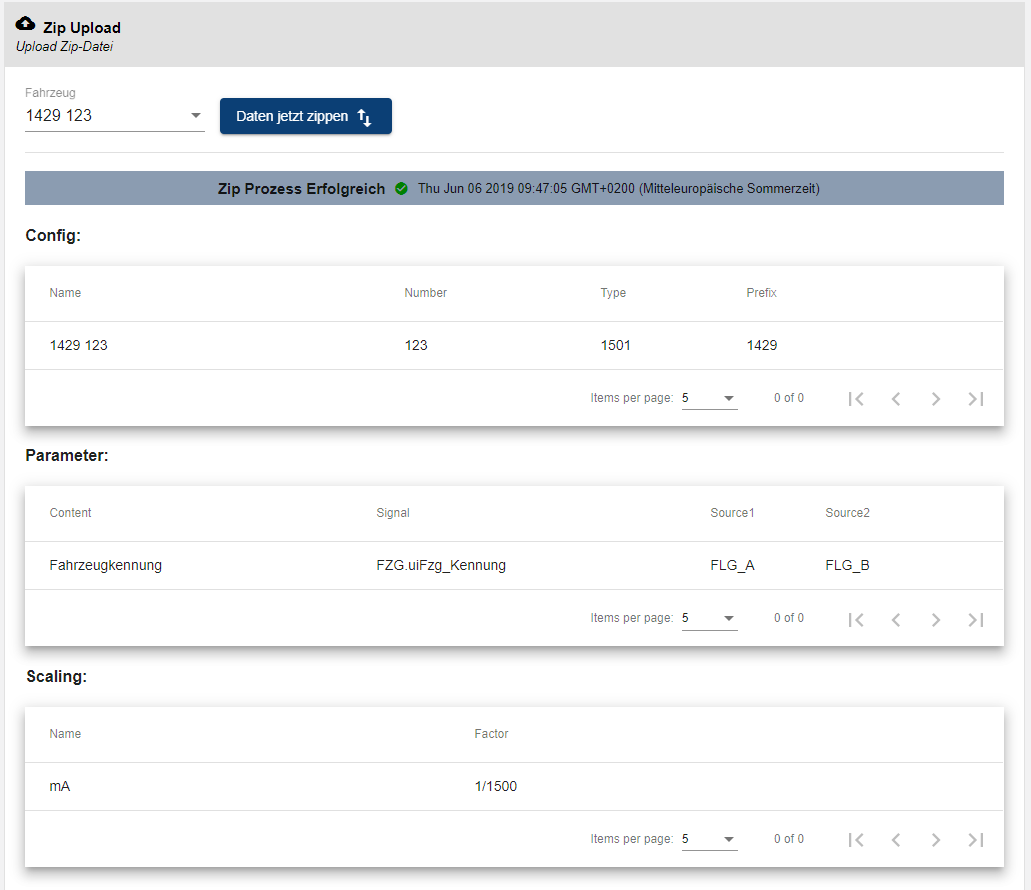 Zip Upload
Upload Zip-Datei
Fahrzeug
1429 123
Daten jetzt zippen
Zip Prozess Erfolgreich Thu Jun 06 2019 09:47:05 GMT+0200 (Mitteleuropäische Sommerzeit)
Config:
Name Number Type Prefix
1429 123 123 1501 1429
Items per page: 5 0 of 0
Parameter:
Content Signal Source1 Source2
Fahrzeugkennung FZG.uiFzg_Kennung FLG_A FLG_B
Items per page: 5 0 of 0
Scaling:
Name Factor
mA 1/1500
Items per page: 5 0 of 0